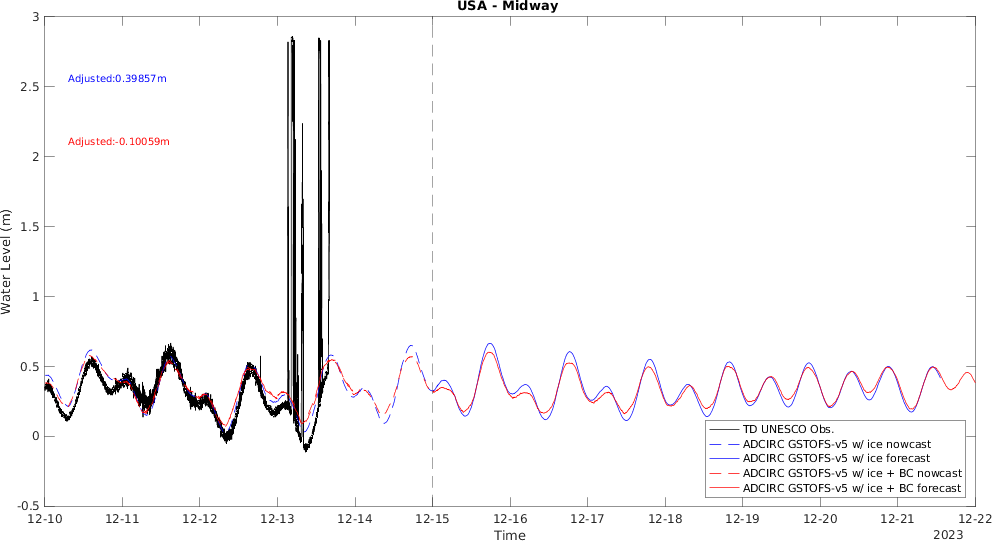 USA - Midway
3
2.5
2
1.5
1
0.5
0
-0.5
Water Level (m)
Adjusted:0.39857m
Adjusted:-0.10059m
TD UNESCO Obs.
ADCIRC GSTOFS-v5 w/ ice nowcast
ADCIRC GSTOFS-v5 w/ ice forecast
ADCIRC GSTOFS-v5 w/ ice + BC nowcast
ADCIRC GSTOFS-v5 w/ ice + BC forecast
12-10 12-11 12-12 12-13 12-14 12-15 12-16 12-17 12-18 12-19 12-20 12-21 12-22
Time
2023